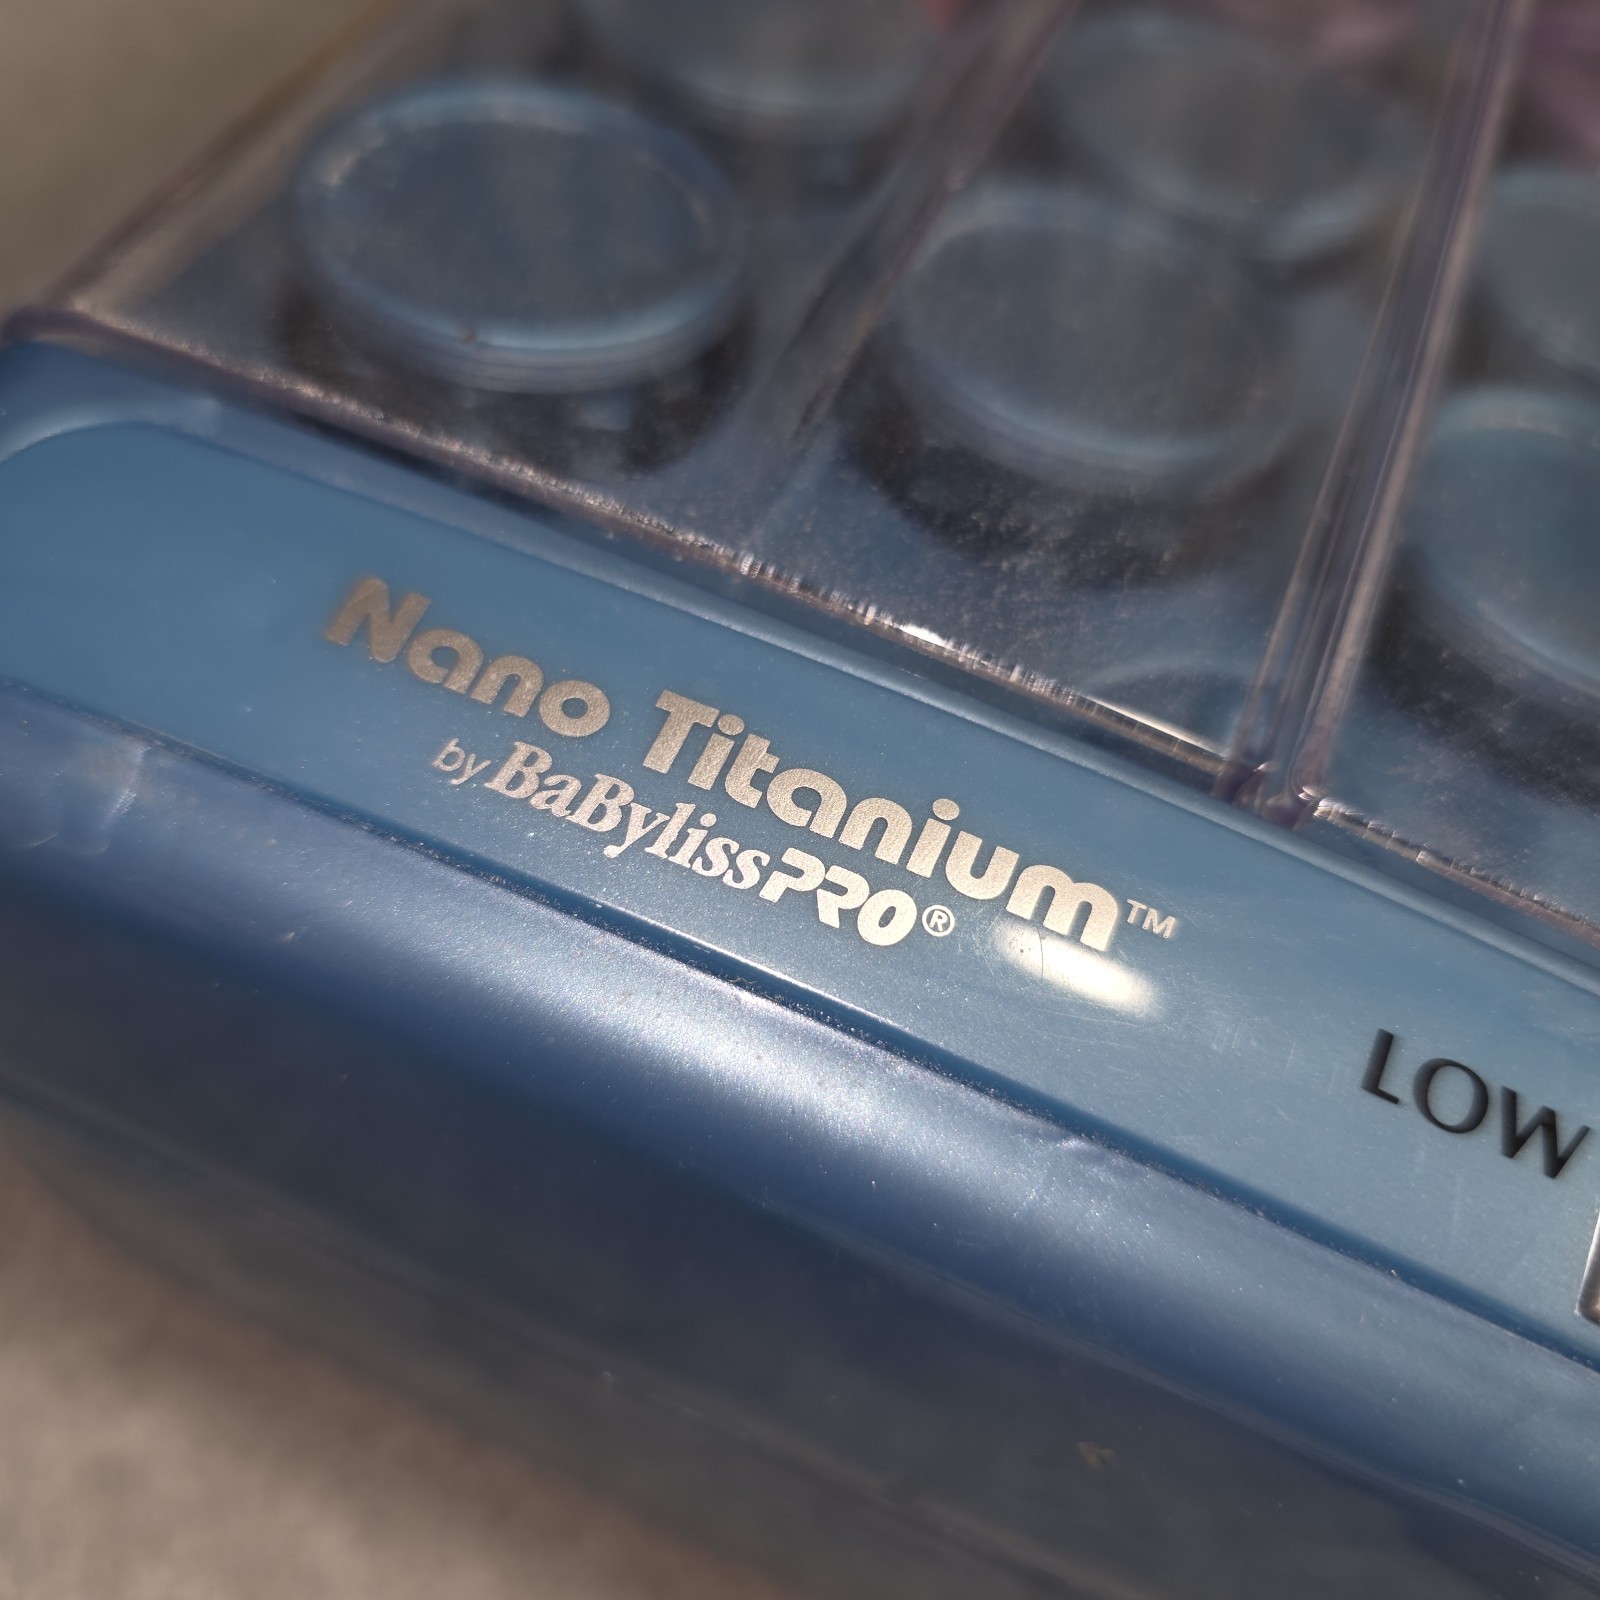 Nano Titanium™
by BaBylissPRO®
LOW